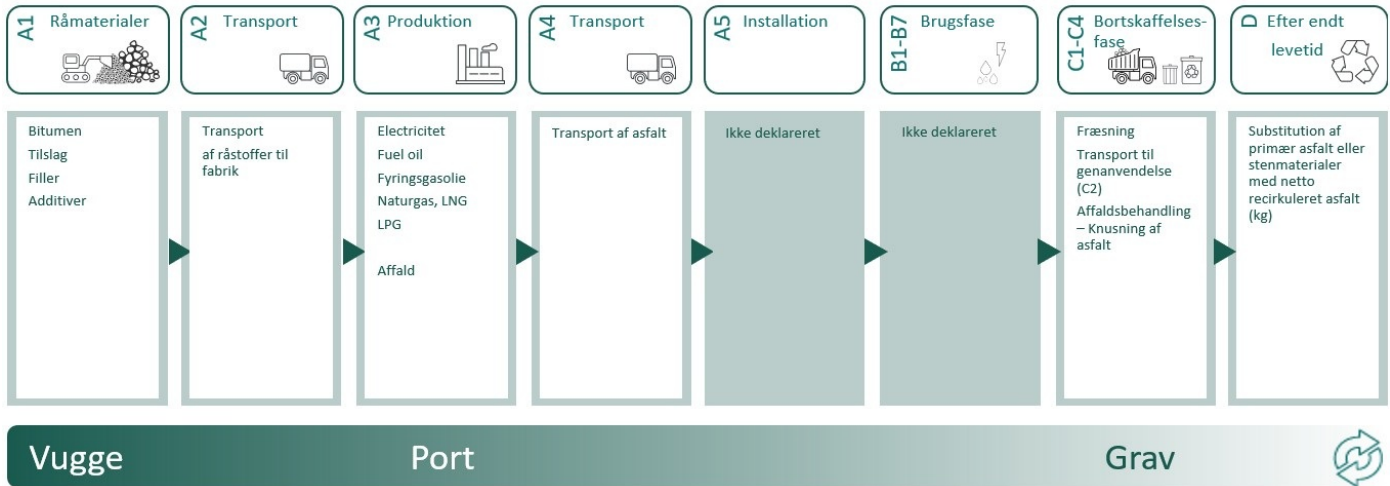 A1 Råmaterialer
A2 Transport
A3 Produktion
A4 Transport
A5 Installation
B1-B7 Brugsfase
C1-C4 Bortskaffelses-
fase
D Efter endt
levetid
Bitumen
Tilslag
Filler
Additiver
Transport
af råstoffer til
fabrik
Electricitet
Fuel oil
Fyringsgasolie
Naturgas, LNG
LPG
Affald
Transport af asfalt
Ikke deklareret
Ikke deklareret
Fræsning
Transport til
genanvendelse
(C2)
Affaldsbehandling
– Knusning af
asfalt
Substitution af
primær asfalt eller
stenmaterialer
med netto
recirkuleret asfalt
(kg)
Vugge
Port
Grav